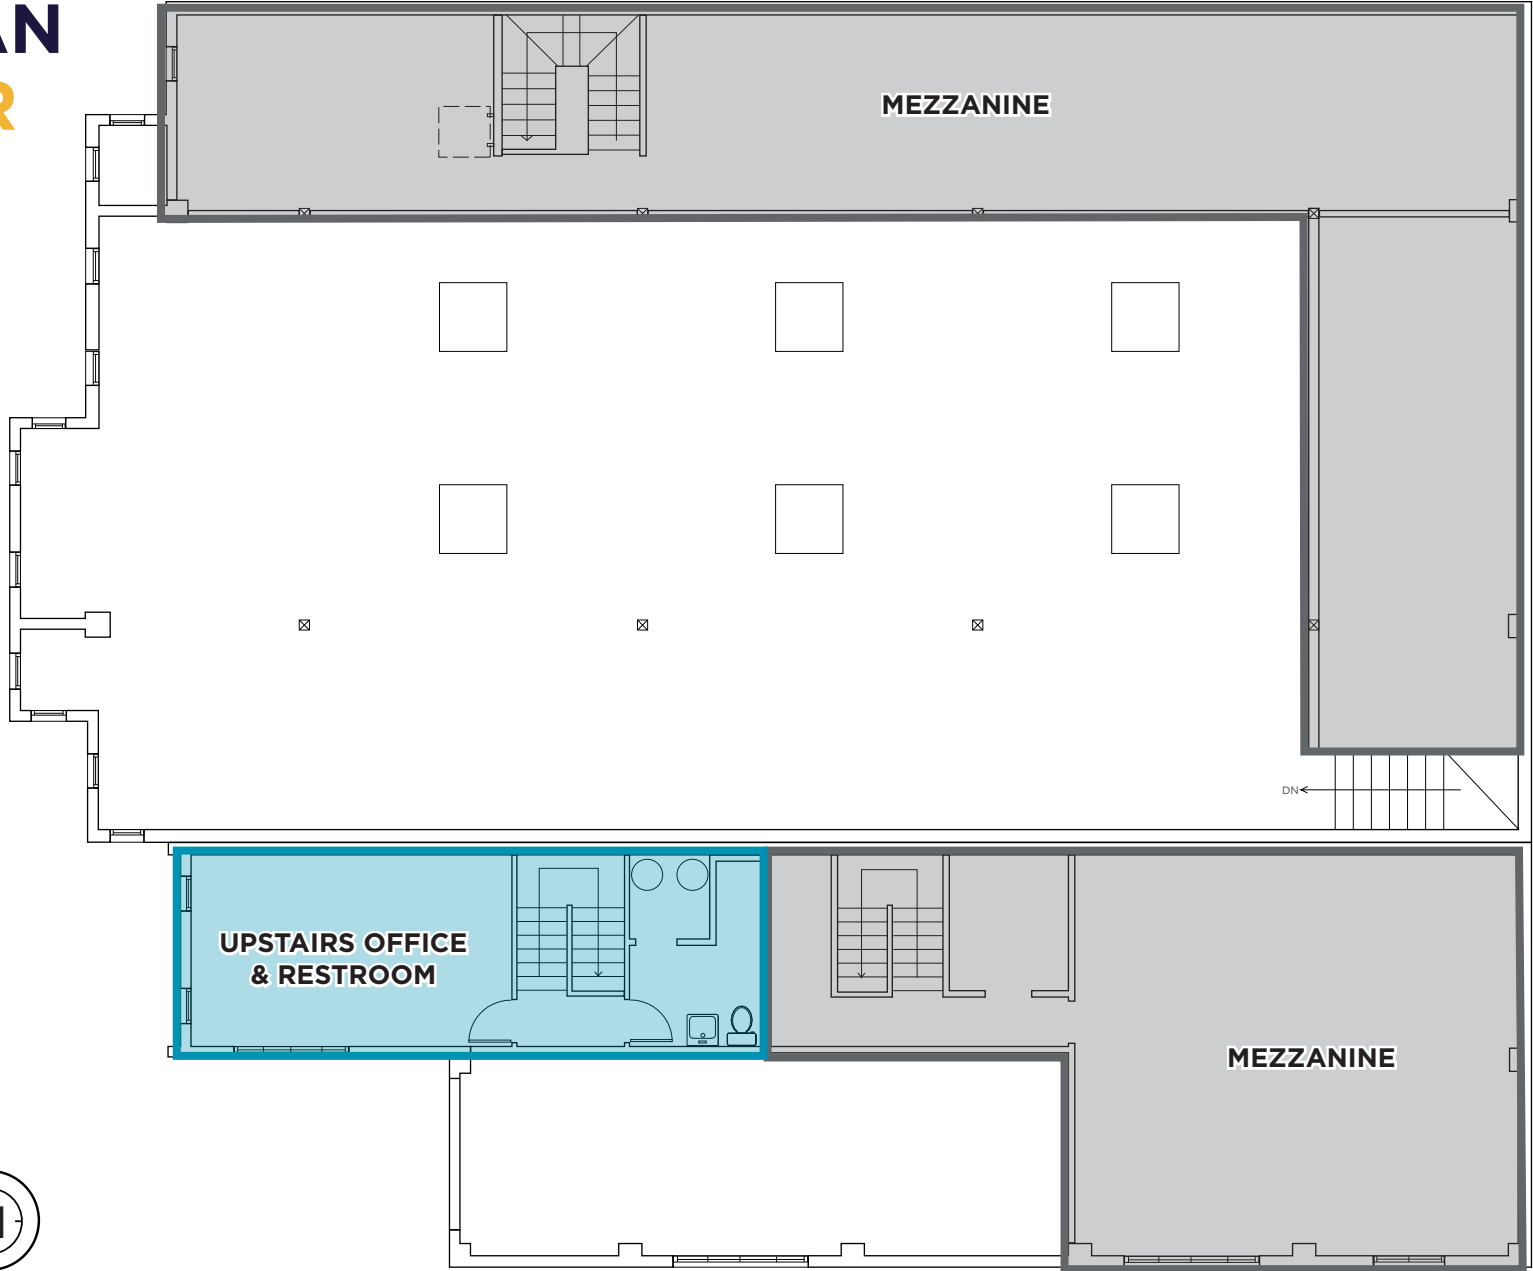 AN
R
MEZZANINE
DN
UPSTAIRS OFFICE
& RESTROOM
MEZZANINE